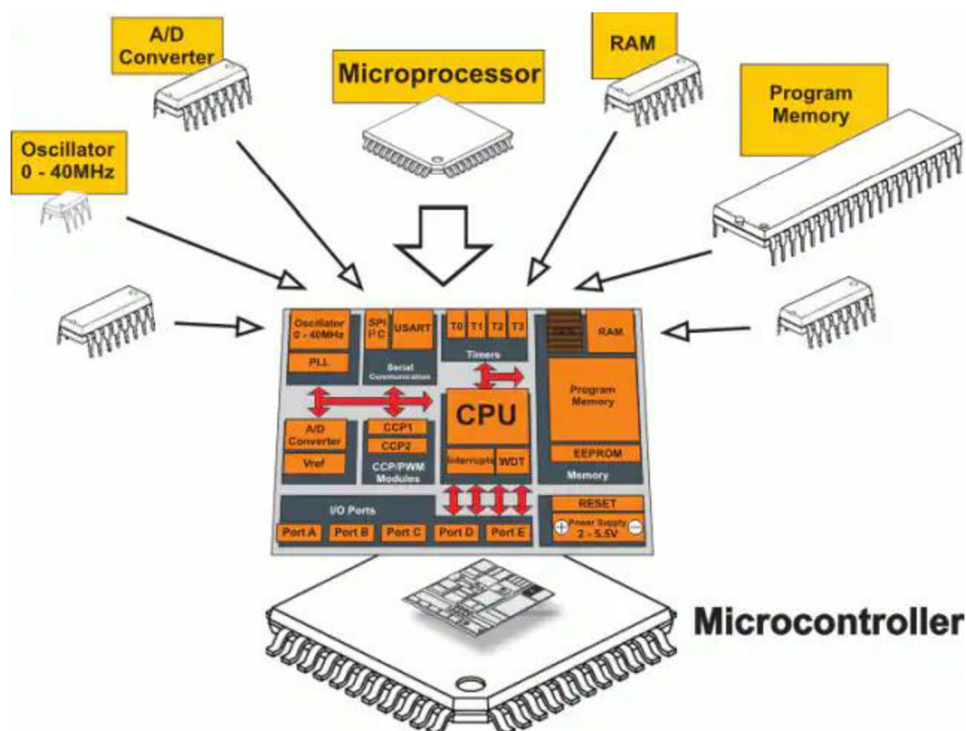 A/D
Converter
Microprocessor
RAM
Program
Memory
Oscillator
0 - 40MHz
Oscillator
0 - 40MHz
PLL
SPI
I²C
USART
Serial
Communication
T0 T1 T2 T3
Timers
RAM
Program
Memory
EEPROM
Memory
A/D
Converter
Vref
CCP1
CCP2
CCP/PWM
Modules
CPU
Interrupts
WDT
I/O Ports
Port A Port B Port C Port D Port E
RESET
Power Supply
2 - 5.5V
+
-
Microcontroller